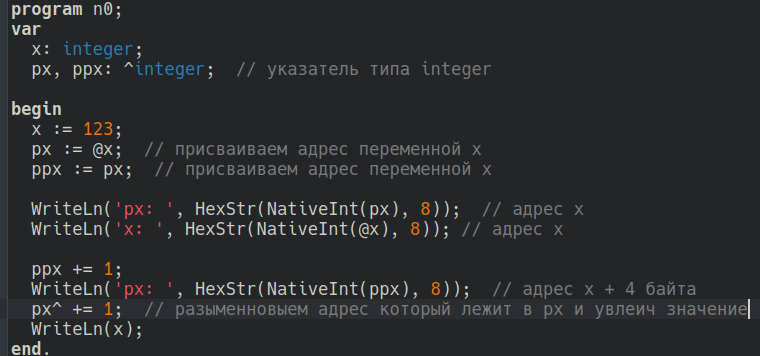 program n0;
var
  x: integer;
  px, ppx: ^integer;  // указатель типа integer

begin
  x := 123;
  px := @x;  // присваиваем адрес переменной x
  ppx := px;  // присваиваем адрес переменной x

  WriteLn('px: ', HexStr(NativeInt(px), 8));  // адрес x
  WriteLn('x: ', HexStr(NativeInt(@x), 8)); // адрес x

  ppx += 1;
  WriteLn('px: ', HexStr(NativeInt(ppx), 8));  // адрес x + 4 байта
  px^ += 1;  // разыменновыем адрес который лежит в px и увлеич значение
  WriteLn(x);
end.